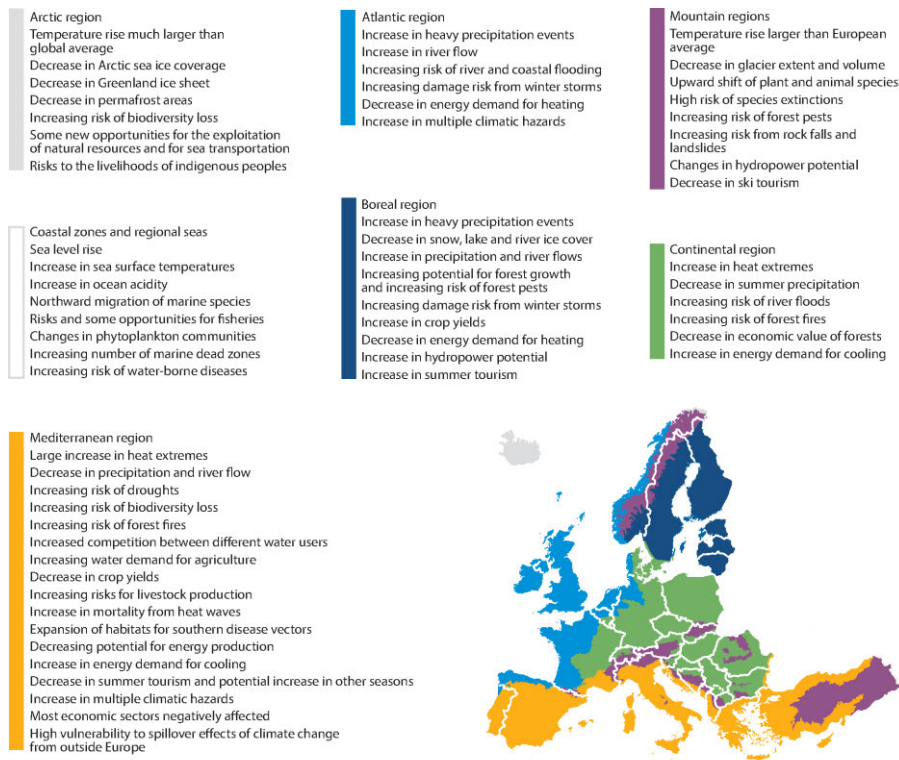 Arctic region
Temperature rise much larger than
global average
Decrease in Arctic sea ice coverage
Decrease in Greenland ice sheet
Decrease in permafrost areas
Increasing risk of biodiversity loss
Some new opportunities for the exploitation
of natural resources and for sea transportation
Risks to the livelihoods of indigenous peoples
Atlantic region
Increase in heavy precipitation events
Increase in river flow
Increasing risk of river and coastal flooding
Increasing damage risk from winter storms
Decrease in energy demand for heating
Increase in multiple climatic hazards
Mountain regions
Temperature rise larger than European
average
Decrease in glacier extent and volume
Upward shift of plant and animal species
High risk of species extinctions
Increasing risk of forest pests
Increasing risk from rock falls and
landslides
Changes in hydropower potential
Decrease in ski tourism
Coastal zones and regional seas
Sea level rise
Increase in sea surface temperatures
Increase in ocean acidity
Northward migration of marine species
Risks and some opportunities for fisheries
Changes in phytoplankton communities
Increasing number of marine dead zones
Increasing risk of water-borne diseases
Boreal region
Increase in heavy precipitation events
Decrease in snow, lake and river ice cover
Increase in precipitation and river flows
Increasing potential for forest growth
and increasing risk of forest pests
Increasing damage risk from winter storms
Increase in crop yields
Decrease in energy demand for heating
Increase in hydropower potential
Increase in summer tourism
Continental region
Increase in heat extremes
Decrease in summer precipitation
Increasing risk of river floods
Increasing risk of forest fires
Decrease in economic value of forests
Increase in energy demand for cooling
Mediterranean region
Large increase in heat extremes
Decrease in precipitation and river flow
Increasing risk of droughts
Increasing risk of biodiversity loss
Increasing risk of forest fires
Increased competition between different water users
Increasing water demand for agriculture
Decrease in crop yields
Increasing risks for livestock production
Increase in mortality from heat waves
Expansion of habitats for southern disease vectors
Decreasing potential for energy production
Increase in energy demand for cooling
Decrease in summer tourism and potential increase in other seasons
Increase in multiple climatic hazards
Most economic sectors negatively affected
High vulnerability to spillover effects of climate change
from outside Europe